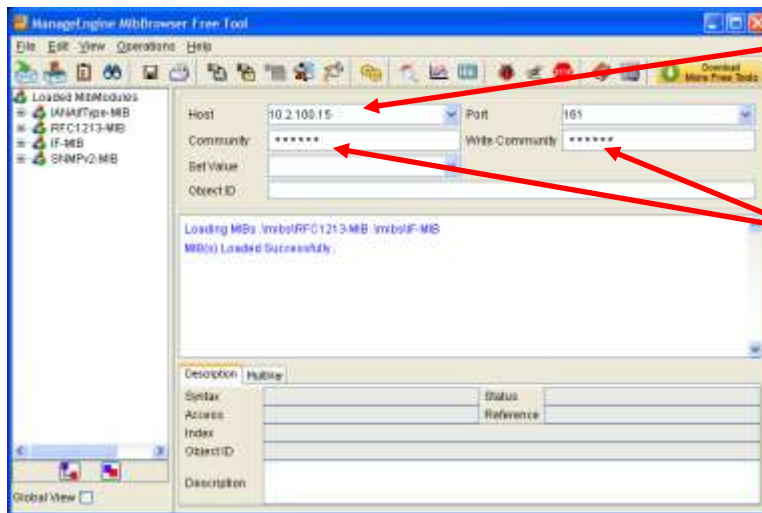 ManageEngine MibBrowser Free Tool
File Edit View Operations Help
Download
More Free Tools
Loaded MibModules
IANAifType-MIB
RFC1213-MIB
IF-MIB
SNMPv2-MIB
Host 10.2.100.15 Port 161
Community ****** Write Community ******
Set Value
Object ID
Loading MIBs .\mibs\RFC1213-MIB .\mibs\IF-MIB
MIB(s) Loaded Successfully
Description MultiVar
Syntax Status
Access Reference
Index
Object ID
Description
Global View